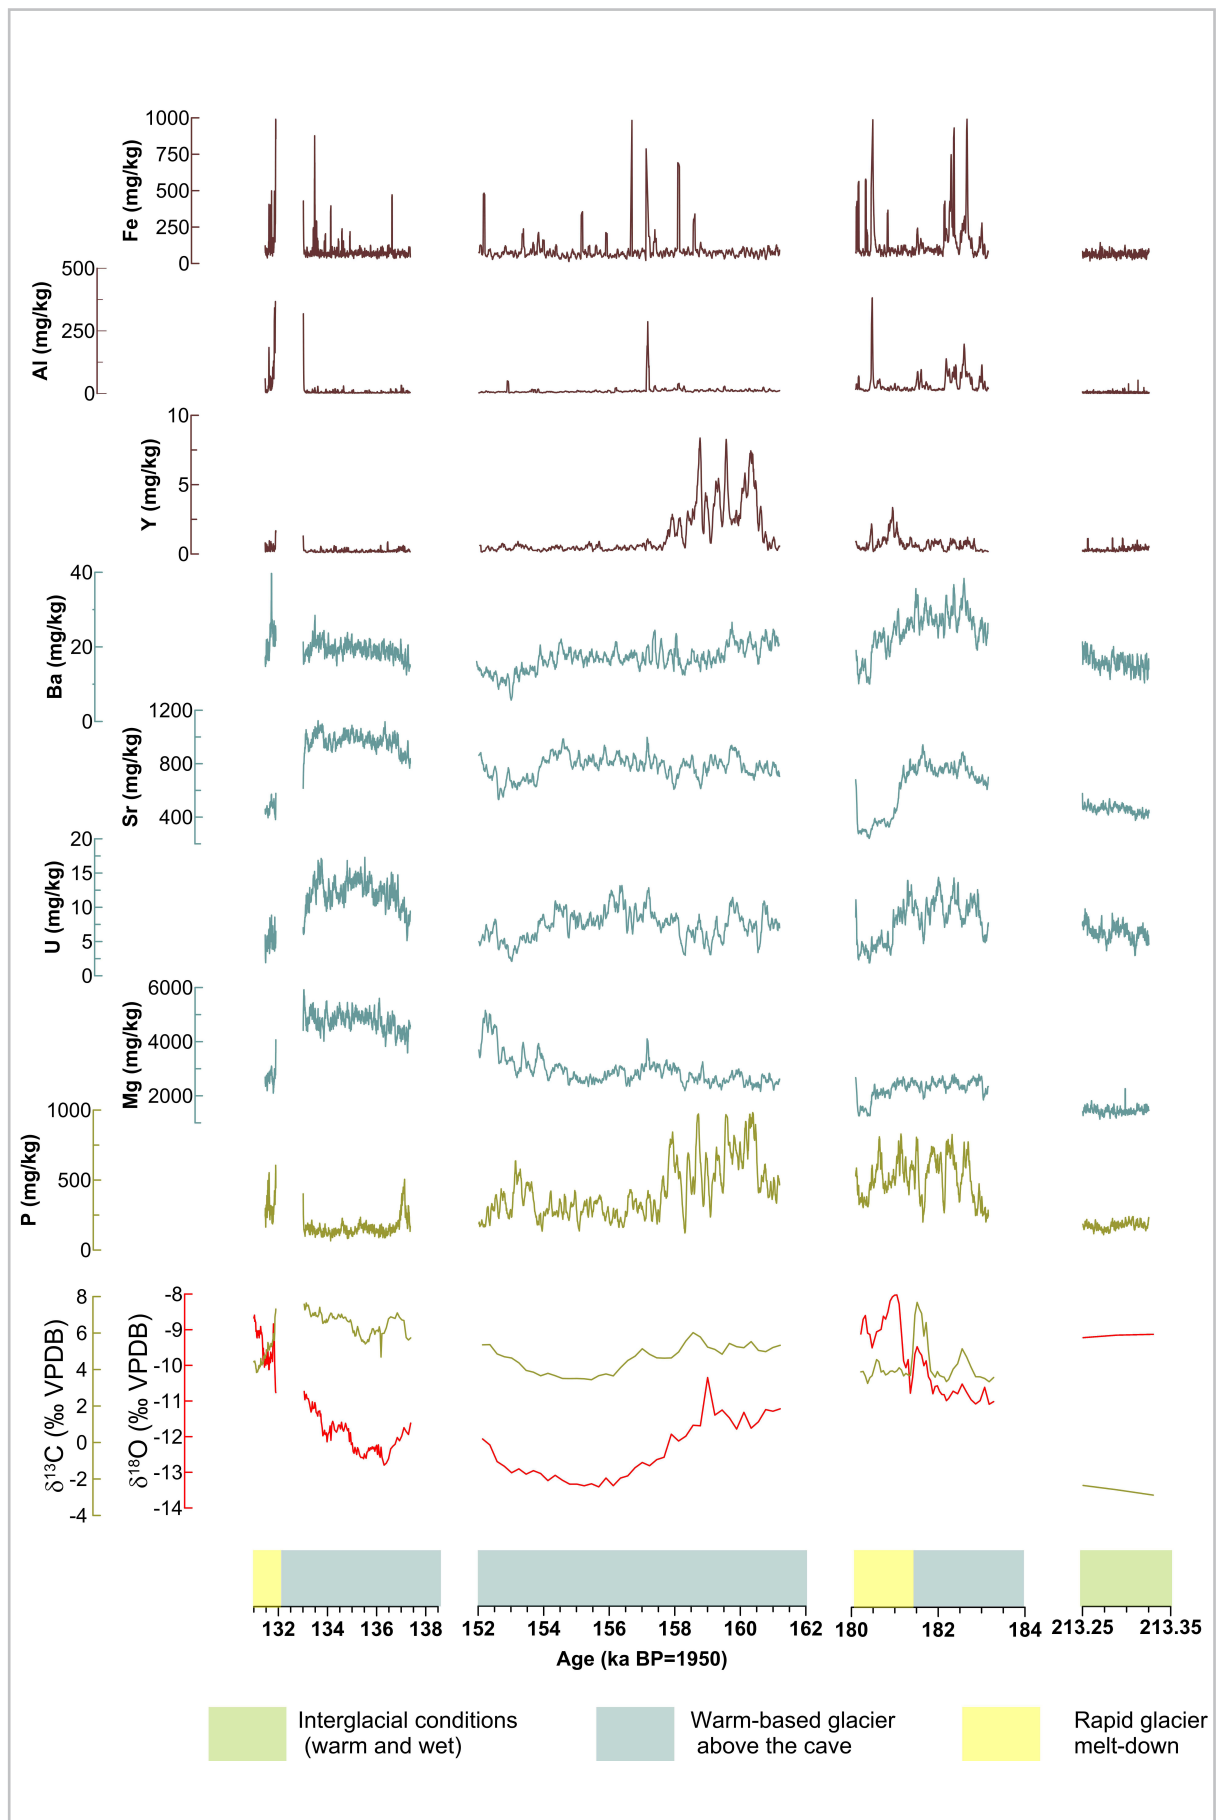 Fe (mg/kg)
1000
750
500
250
0
Al (mg/kg)
500
250
0
Y (mg/kg)
10
5
0
Ba (mg/kg)
40
20
0
Sr (mg/kg)
1200
800
400
U (mg/kg)
20
15
10
5
0
Mg (mg/kg)
6000
4000
2000
P (mg/kg)
1000
500
0
δ13C (‰ VPDB)
8
6
4
2
0
-2
-4
δ18O (‰ VPDB)
-8
-9
-10
-11
-12
-13
-14
132 134 136 138 152 154 156 158 160 162 180 182 184 213.25 213.35
Age (ka BP=1950)
Interglacial conditions
(warm and wet)
Warm-based glacier
above the cave
Rapid glacier
melt-down